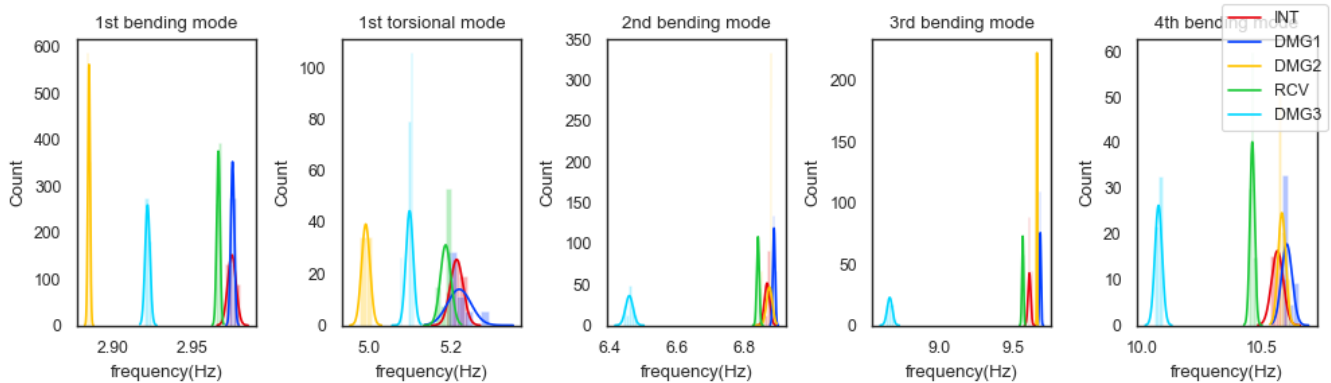 1st bending mode
1st torsional mode
2nd bending mode
3rd bending mode
4th bending mode
INT
DMG1
DMG2
RCV
DMG3
Count
600
500
400
300
200
100
0
2.90
2.95
frequency(Hz)
Count
100
80
60
40
20
0
5.0
5.2
frequency(Hz)
Count
350
300
250
200
150
100
50
0
6.4
6.6
6.8
frequency(Hz)
Count
200
150
100
50
0
9.0
9.5
frequency(Hz)
Count
60
50
40
30
20
10
0
10.0
10.5
frequency(Hz)